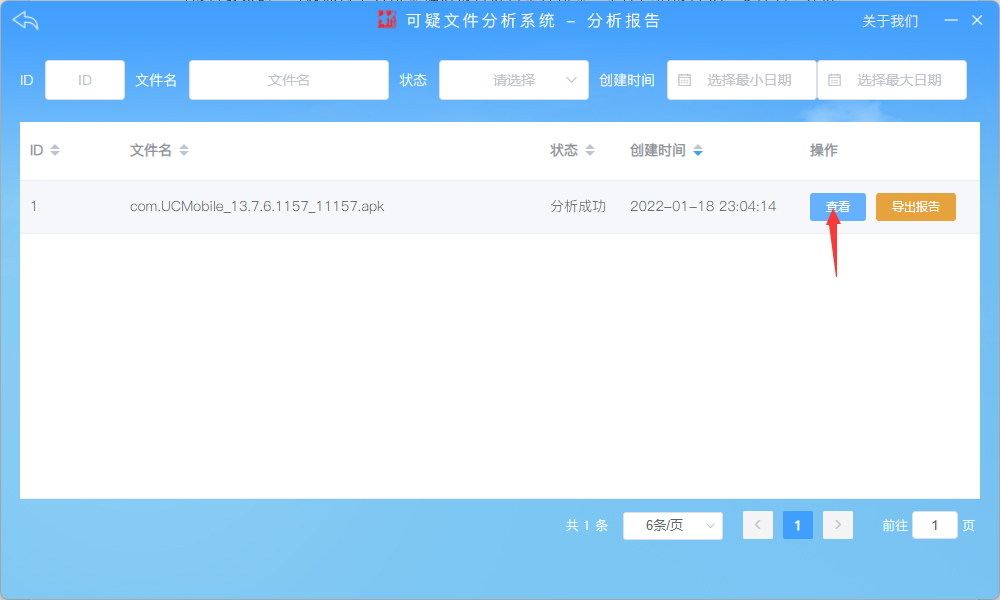 可疑文件分析系统 - 分析报告
关于我们
ID ID 文件名 文件名 状态 请选择 创建时间 选择最小日期 选择最大日期
ID 文件名 状态 创建时间 操作
1 com.UCMobile_13.7.6.1157_11157.apk 分析成功 2022-01-18 23:04:14 查看 导出报告
共 1 条 6条/页 1 前往 1 页